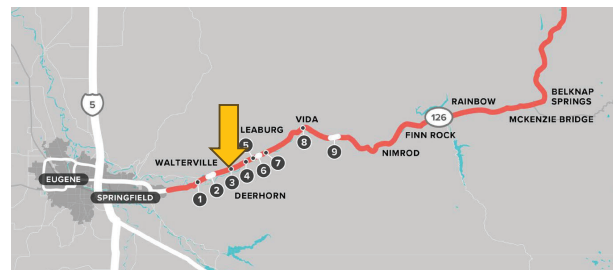 5
126
RAINBOW
BELKNAP
SPRINGS
MCKENZIE BRIDGE
FINN ROCK
NIMROD
VIDA
8
9
LEABURG
5
WALTERVILLE
3
4
6
7
2
1
DEERHORN
EUGENE
SPRINGFIELD